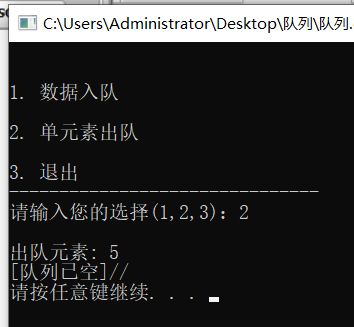 C:\Users\Administrator\Desktop\队列\队列.
1. 数据入队
2. 单元素出队
3. 退出
-------------------------------
请输入您的选择(1,2,3): 2
出队元素: 5
[队列已空]//
请按任意键继续. . .